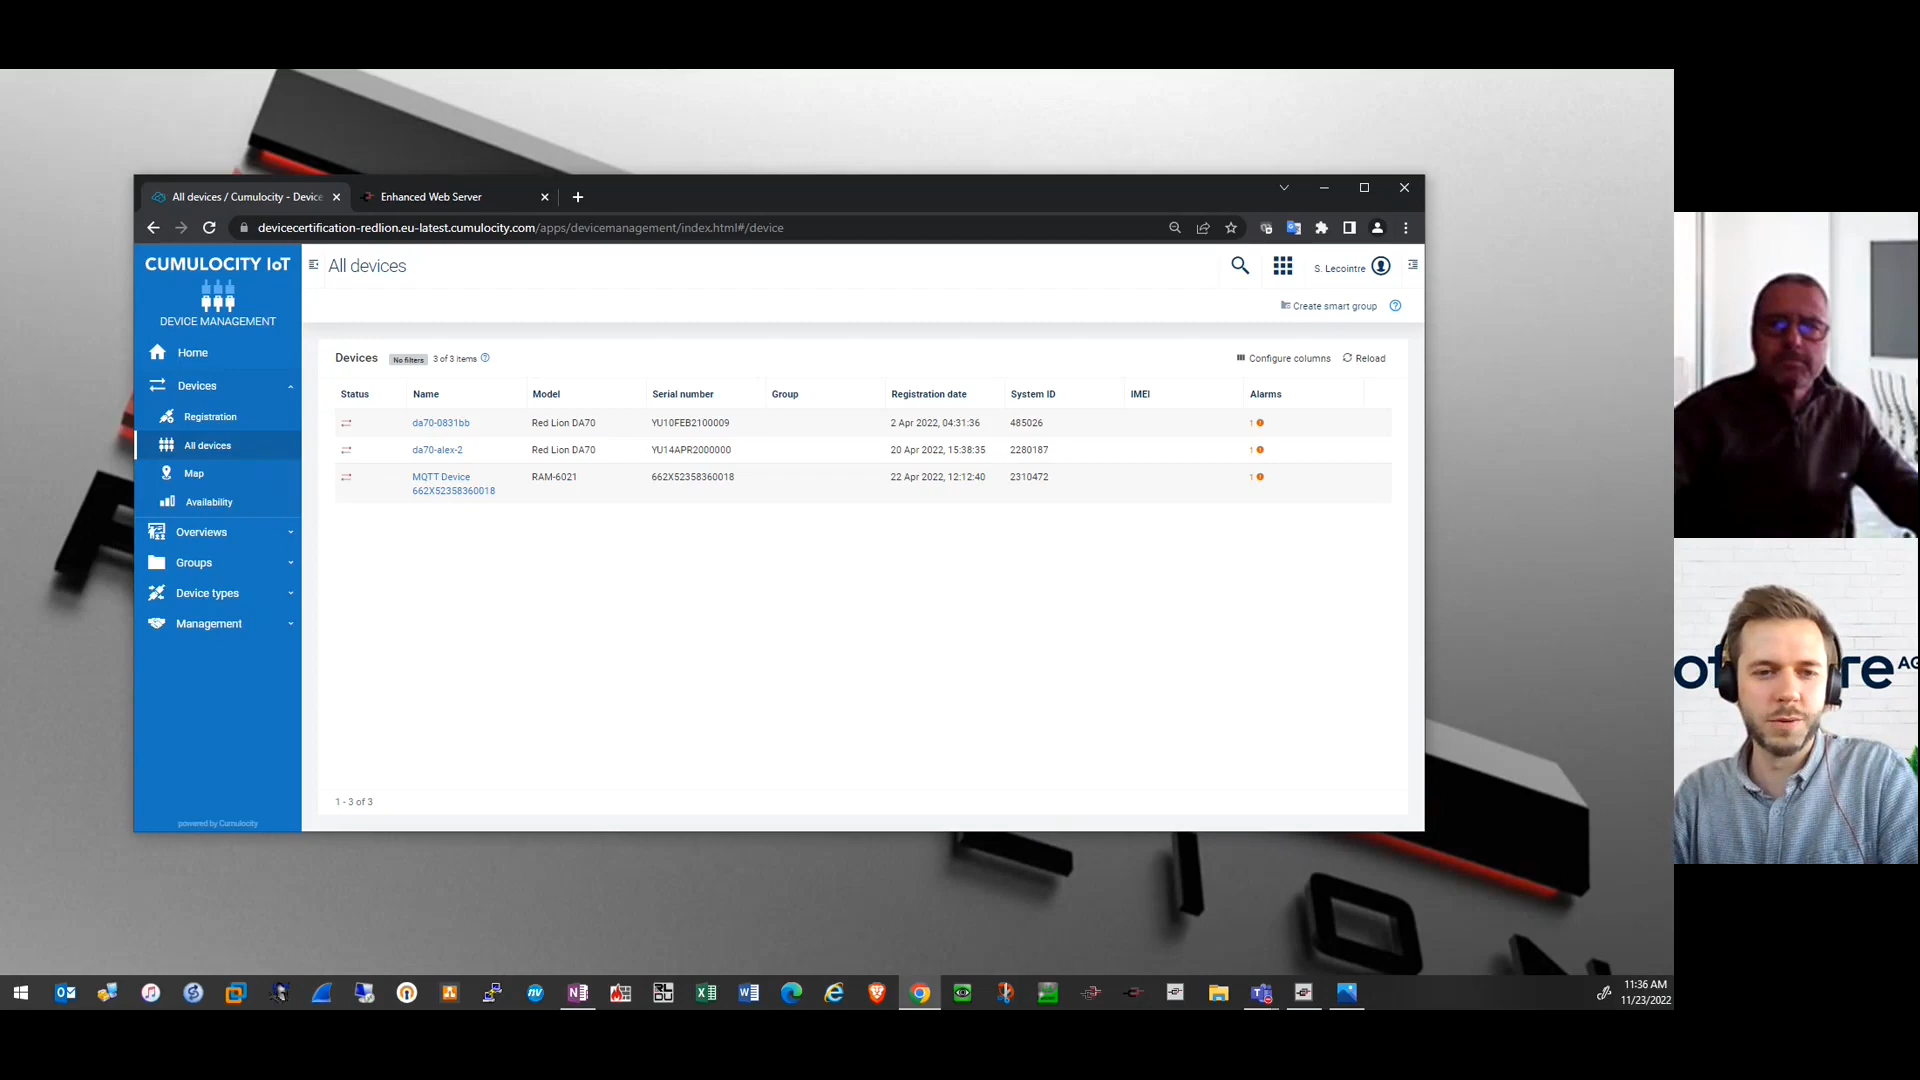 All devices / Cumulocity - Device
Enhanced Web Server
devicecertification-redlion.eu-latest.cumulocity.com/apps/devicemanagement/index.html#/device
CUMULOCITY IoT
DEVICE MANAGEMENT
Home
Devices
Registration
All devices
Map
Availability
Overviews
Groups
Device types
Management
powered by Cumulocity
All devices
S. Lecointre
Create smart group
Devices No filters 3 of 3 items
Configure columns Reload
Status Name Model Serial number Group Registration date System ID IMEI Alarms
da70-0831bb Red Lion DA70 YU10FEB2100009 2 Apr 2022, 04:31:36 485026 1
da70-alex-2 Red Lion DA70 YU14APR2000000 20 Apr 2022, 15:38:35 2280187 1
MQTT Device RAM-6021 662X52358360018 22 Apr 2022, 12:12:40 2310472 1
662X52358360018
1 - 3 of 3
11:36 AM
11/23/2022